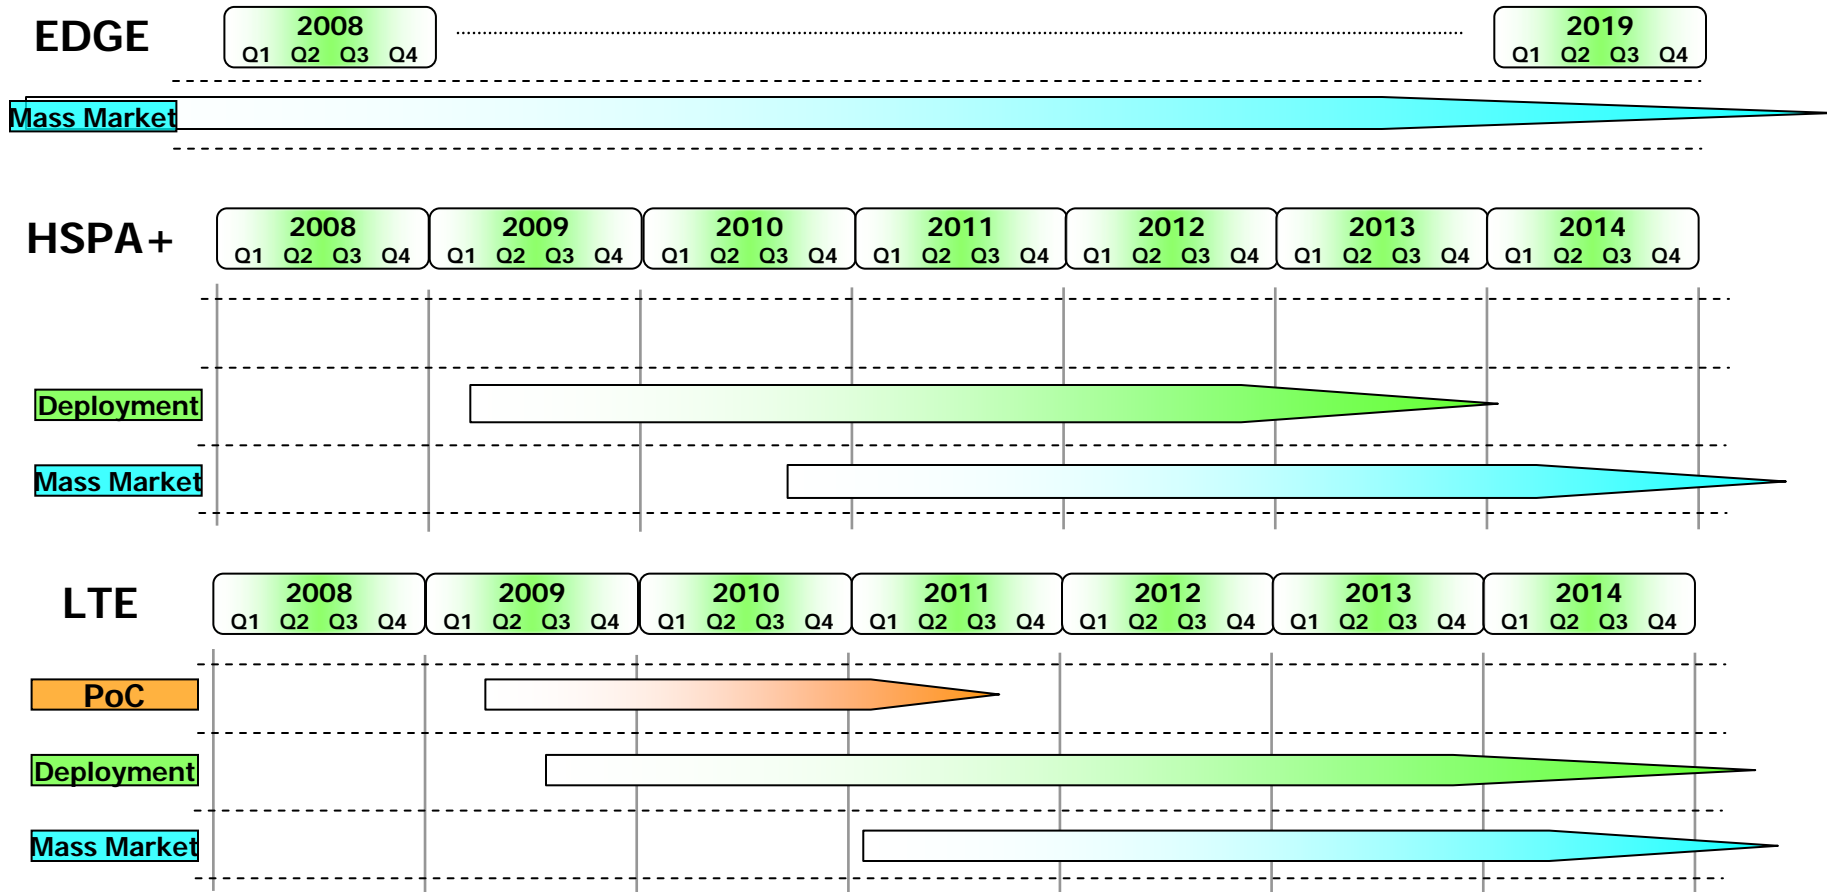 EDGE
2008
Q1 Q2 Q3 Q4
2019
Q1 Q2 Q3 Q4
Mass Market
HSPA+
2008 2009 2010 2011 2012 2013 2014
Q1 Q2 Q3 Q4 Q1 Q2 Q3 Q4 Q1 Q2 Q3 Q4 Q1 Q2 Q3 Q4 Q1 Q2 Q3 Q4 Q1 Q2 Q3 Q4 Q1 Q2 Q3 Q4
Deployment
Mass Market
LTE
2008 2009 2010 2011 2012 2013 2014
Q1 Q2 Q3 Q4 Q1 Q2 Q3 Q4 Q1 Q2 Q3 Q4 Q1 Q2 Q3 Q4 Q1 Q2 Q3 Q4 Q1 Q2 Q3 Q4 Q1 Q2 Q3 Q4
PoC
Deployment
Mass Market